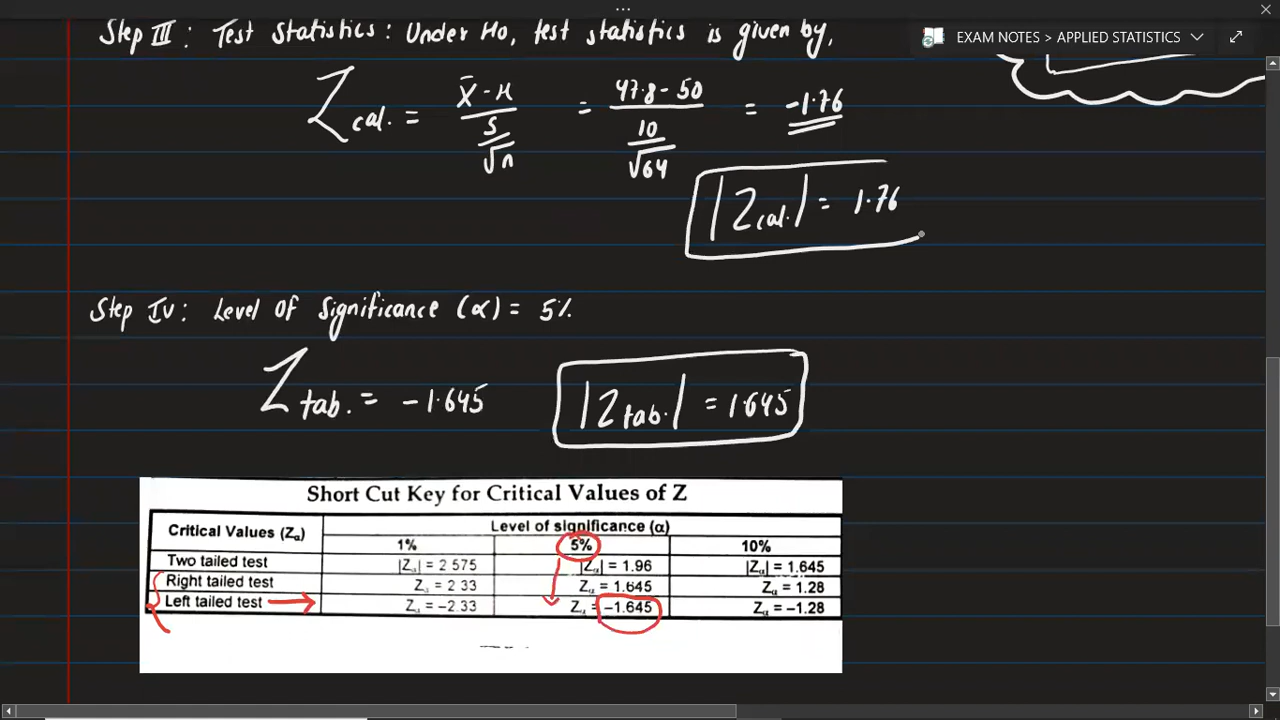 EXAM NOTES > APPLIED STATISTICS
Step III : Test Statistics : Under Ho, test statistics is given by,
Z cal. = x̄ - μ / s/√n = 47.8 - 50 / 10/√64 = -1.76
|Z cal.| = 1.76
Step IV : Level of Significance (α) = 5%
Z tab. = -1.645 |Z tab.| = 1.645
Short Cut Key for Critical Values of Z
Critical Values (Zα) Level of significance (α)
1% 5% 10%
Two tailed test |Zα| = 2 575 |Zα| = 1.96 |Zα| = 1.645
Right tailed test Zα = 2 33 Zα = 1.645 Zα = 1.28
Left tailed test Zα = -2 33 Zα = -1.645 Zα = -1.28